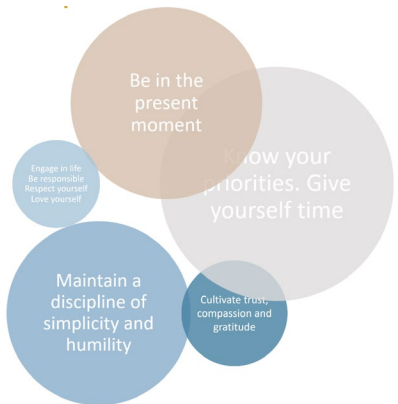 Be in the
present
moment
Know your
priorities. Give
yourself time
Engage in life
Be responsible
Respect yourself
Love yourself
Maintain a
discipline of
simplicity and
humility
Cultivate trust,
compassion and
gratitude